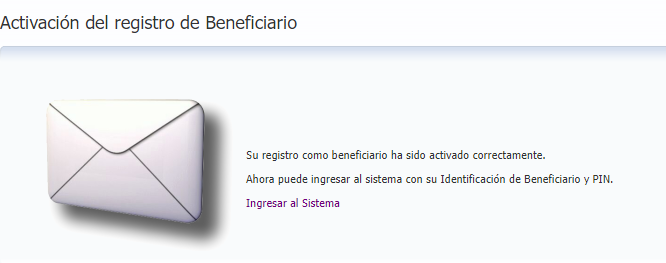 Activación del registro de Beneficiario
Su registro como beneficiario ha sido activado correctamente.
Ahora puede ingresar al sistema con su Identificación de Beneficiario y PIN.
Ingresar al Sistema